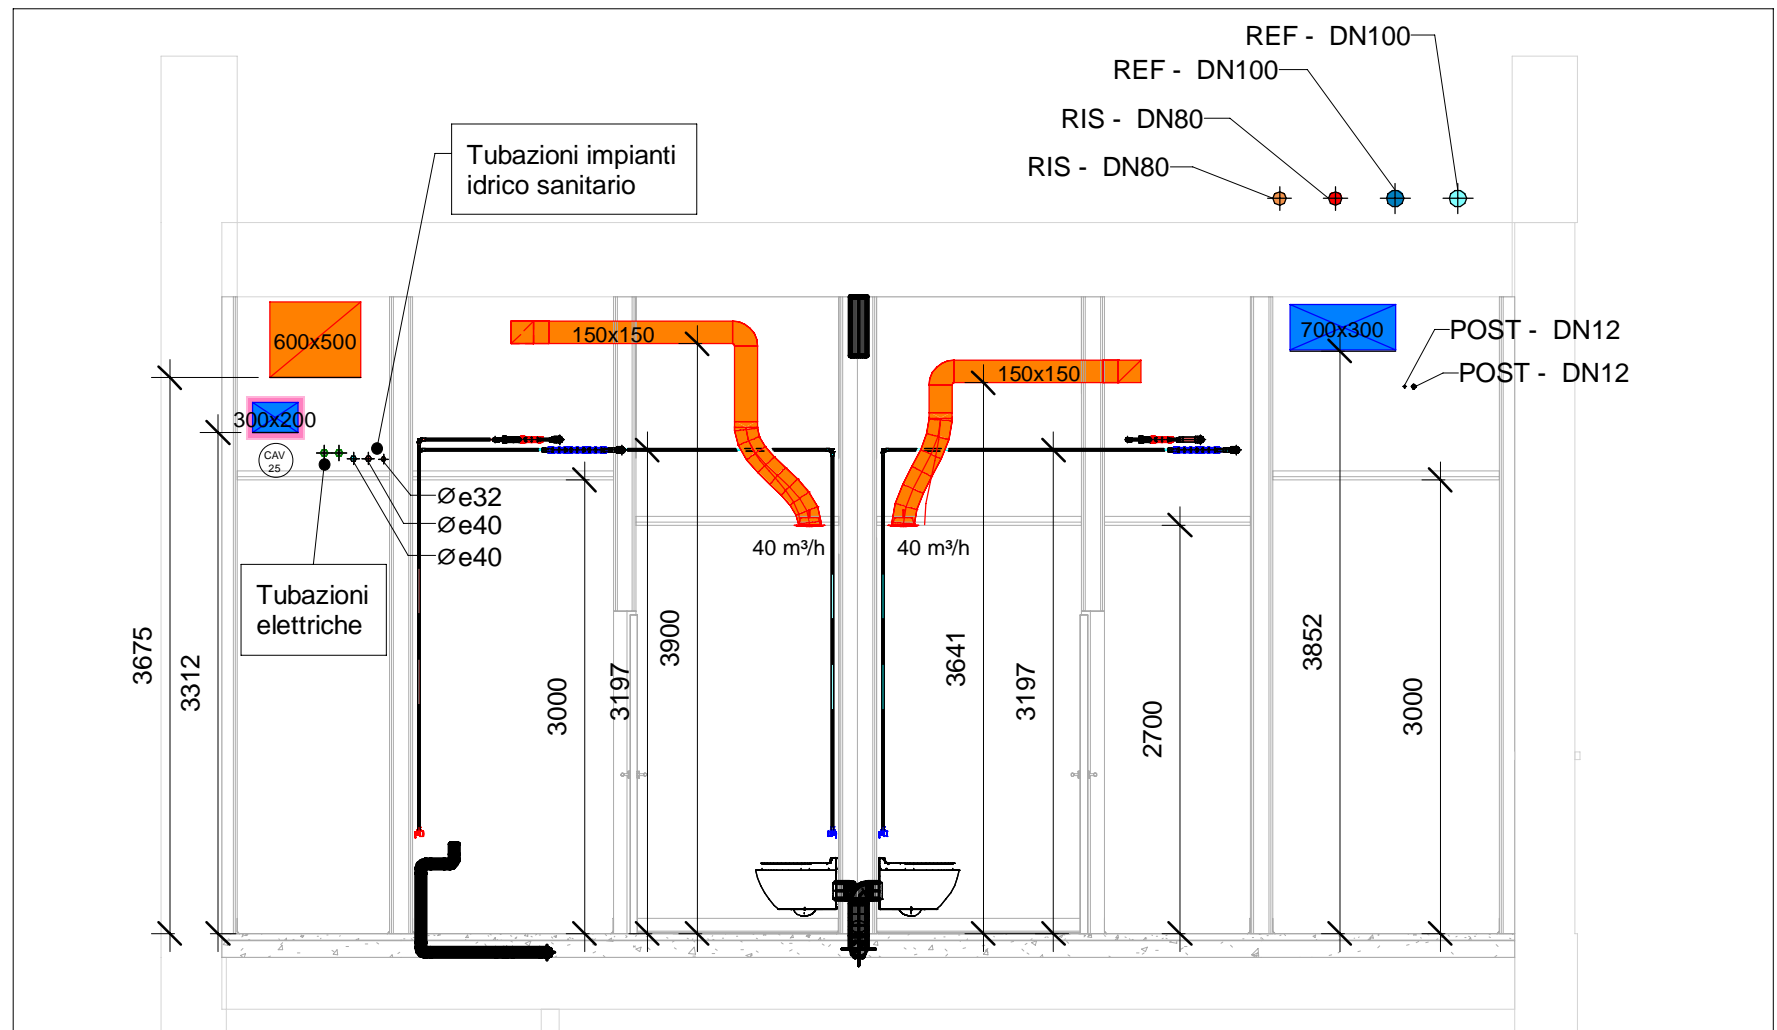 REF - DN100
REF - DN100
RIS - DN80
RIS - DN80
Tubazioni impianti
idrico sanitario
600x500
150x150
700x300
POST - DN12
150x150
POST - DN12
300x200
CAV
25
Øe32
Øe40
Øe40
40 m³/h
40 m³/h
Tubazioni
elettriche
3675
3312
3000
3197
3900
3641
3197
2700
3852
3000